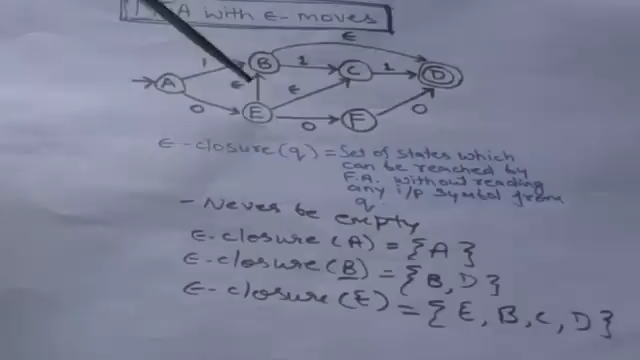 A with ε-moves
ε
1 B 1 C 1 D
A ε ε
0 E 0 F 0
ε-closure(q) = Set of states which
can be reached by
F.A. without reading
any i/p symbol from
q.
- Never be empty
ε-closure(A) = {A}
ε-closure(B) = {B, D}
ε-closure(E) = {E, B, C, D}